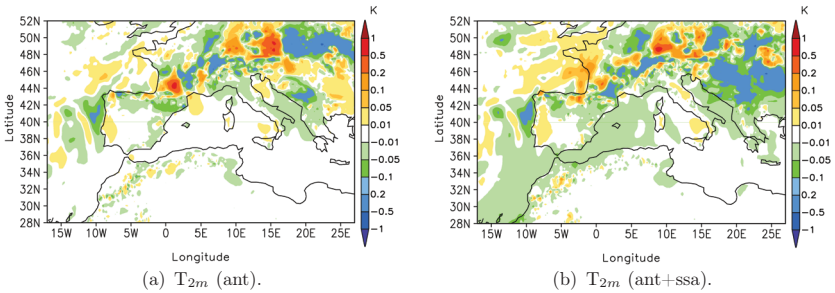 K
52N
50N
48N
46N
44N
42N
40N
38N
36N
34N
32N
30N
28N
Latitude
15W 10W 5W 0 5E 10E 15E 20E 25E
Longitude
1
0.5
0.2
0.1
0.05
0.01
−0.01
−0.05
−0.1
−0.2
−0.5
−1
(a) T2m (ant).
K
52N
50N
48N
46N
44N
42N
40N
38N
36N
34N
32N
30N
28N
Latitude
15W 10W 5W 0 5E 10E 15E 20E 25E
Longitude
1
0.5
0.2
0.1
0.05
0.01
−0.01
−0.05
−0.1
0.2
−0.5
−1
(b) T2m (ant+ssa).